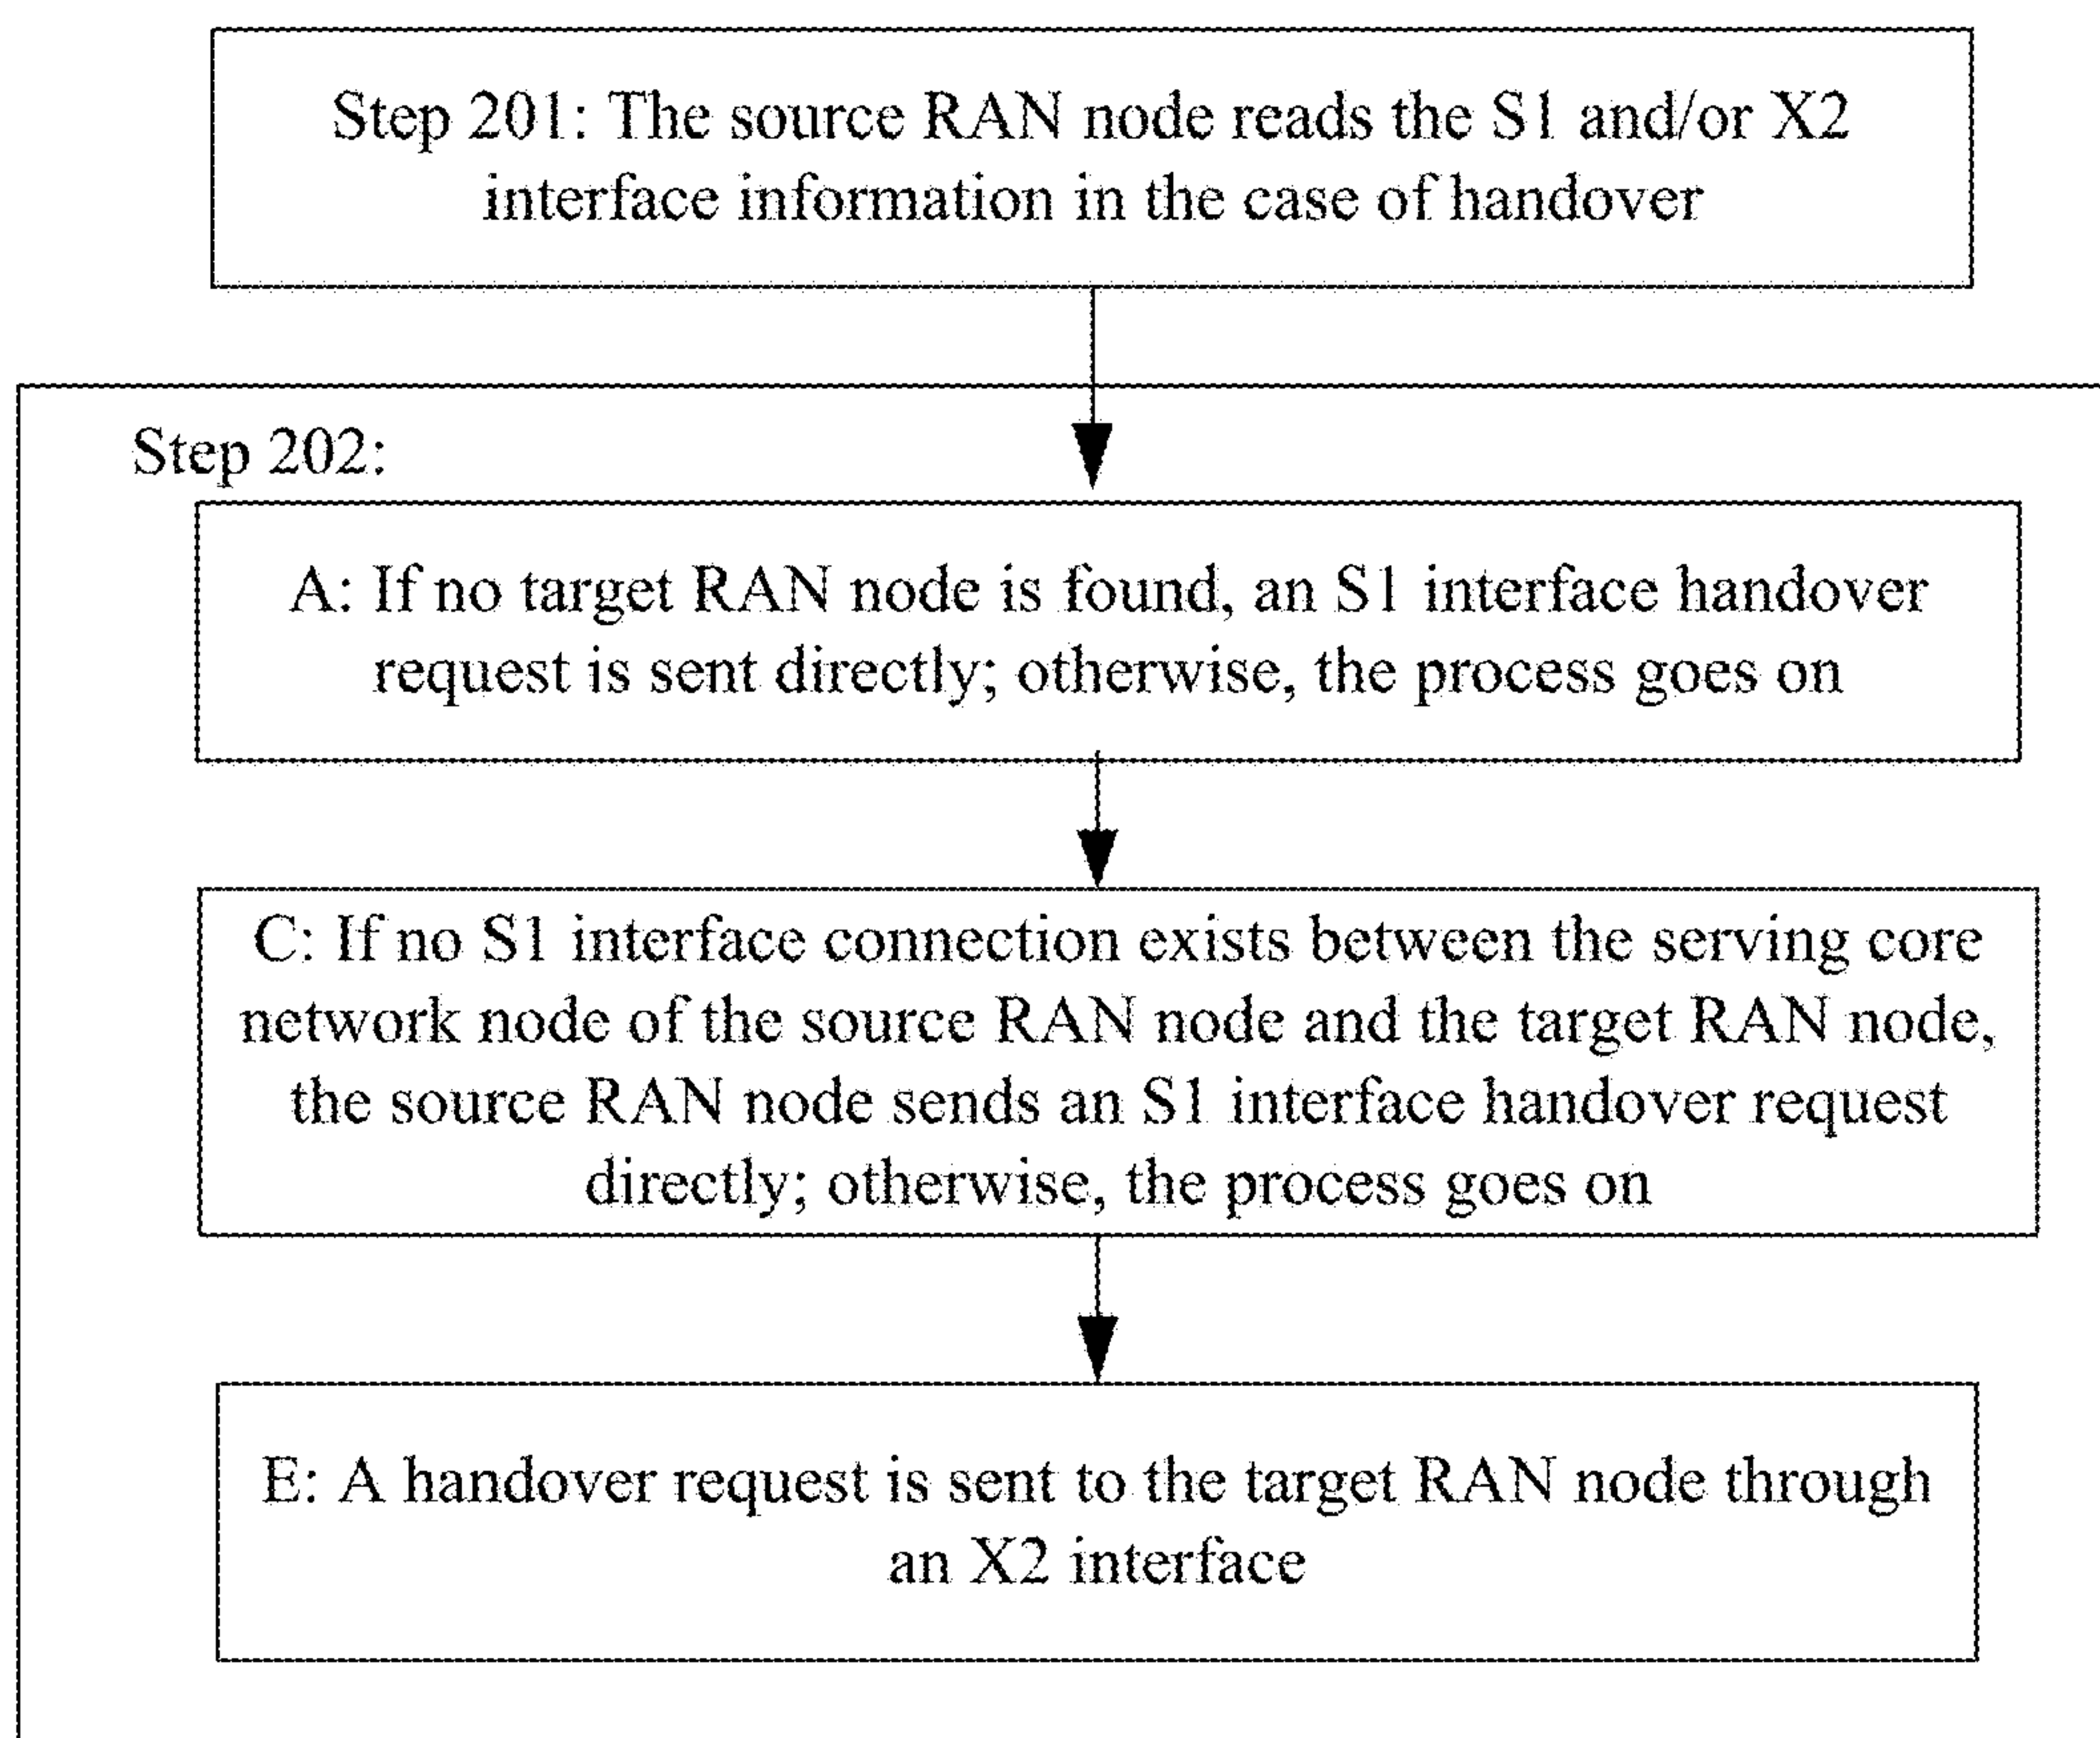 Step 201: The source RAN node reads the S1 and/or X2
interface information in the case of handover
Step 202:
A: If no target RAN node is found, an S1 interface handover
request is sent directly; otherwise, the process goes on
C: If no S1 interface connection exists between the serving core
network node of the source RAN node and the target RAN node,
the source RAN node sends an S1 interface handover request
directly; otherwise, the process goes on
E: A handover request is sent to the target RAN node through
an X2 interface